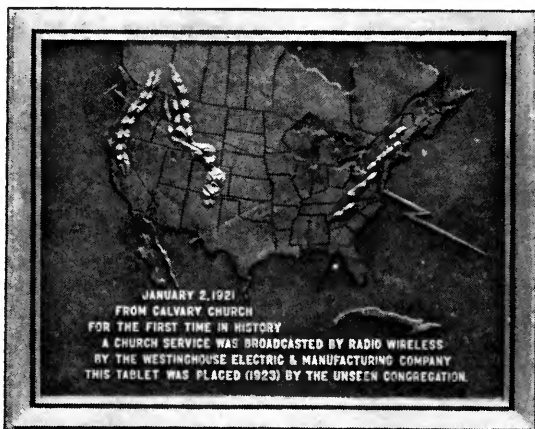 JANUARY 2, 1921
FROM CALVARY CHURCH
FOR THE FIRST TIME IN HISTORY
A CHURCH SERVICE WAS BROADCASTED BY RADIO WIRELESS
BY THE WESTINGHOUSE ELECTRIC & MANUFACTURING COMPANY
THIS TABLET WAS PLACED (1923) BY THE UNSEEN CONGREGATION.